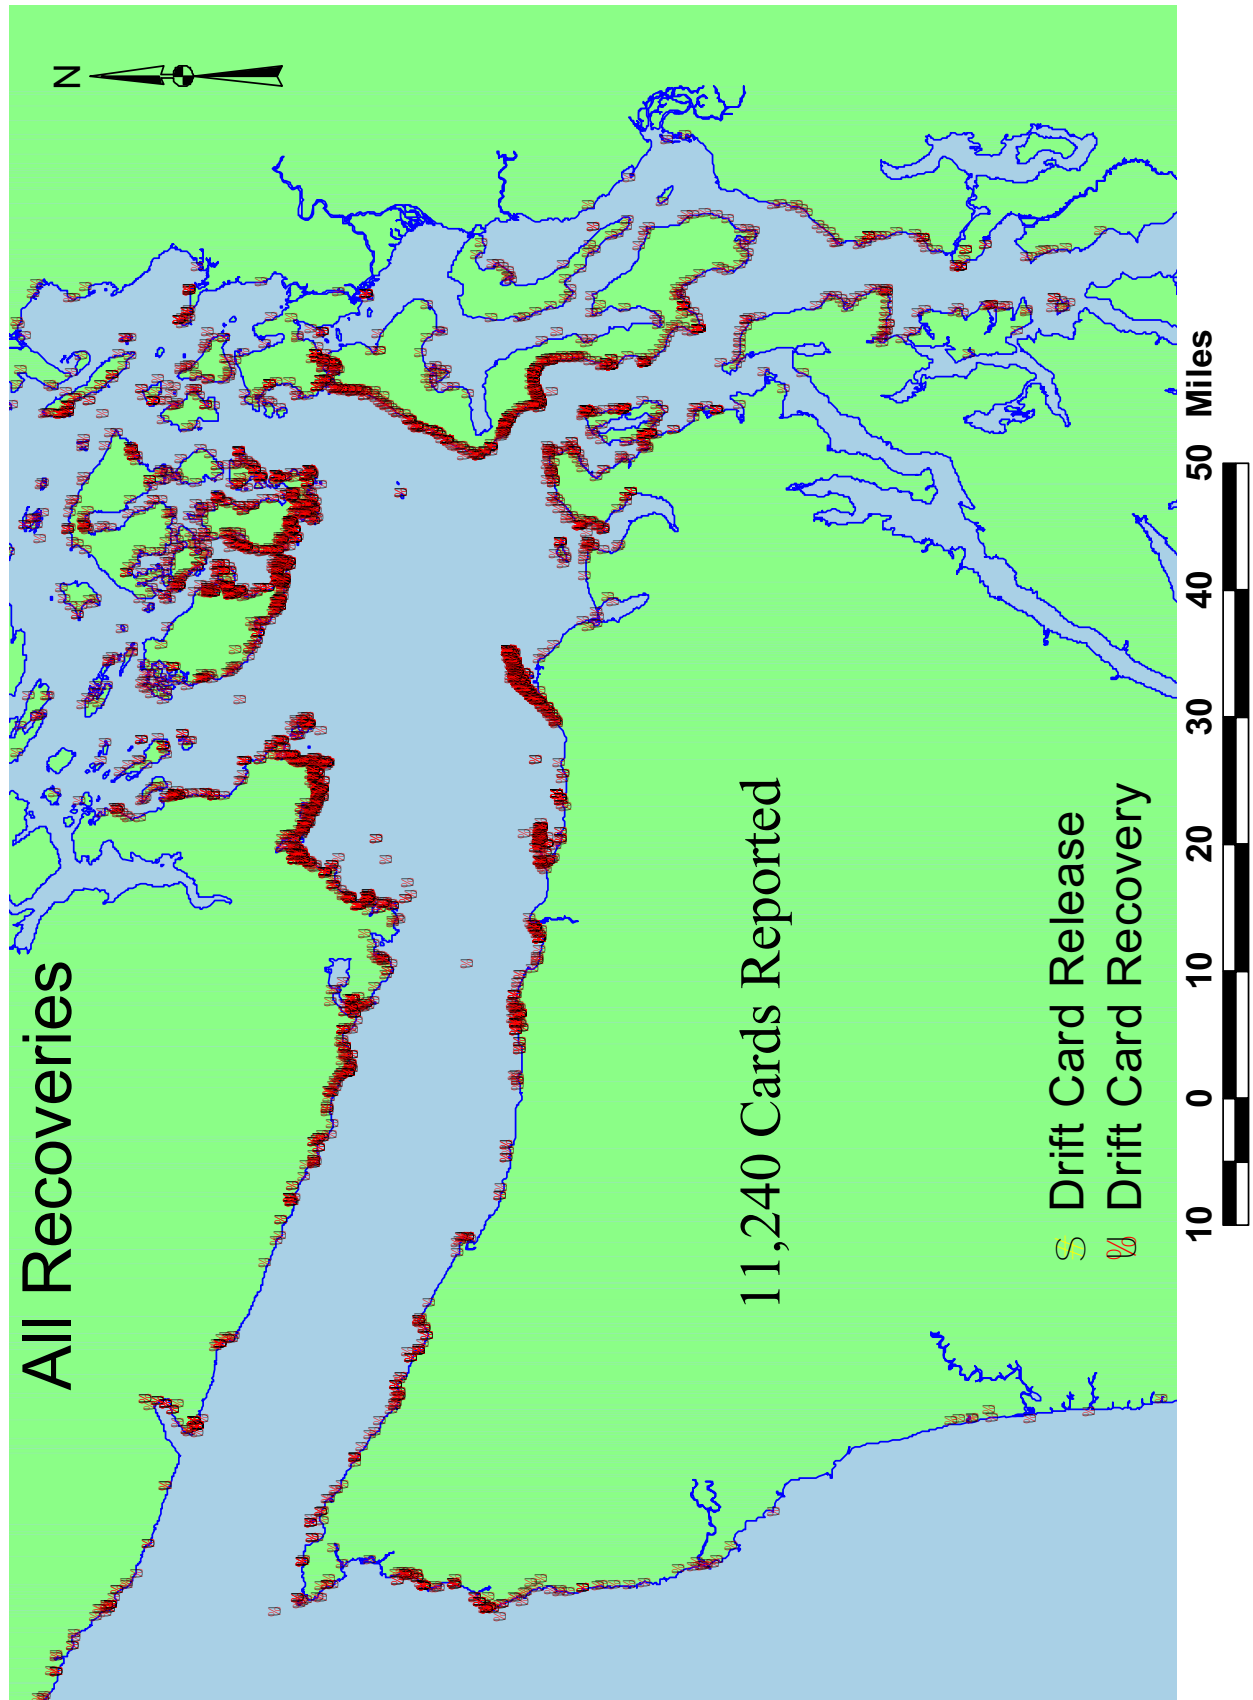 All Recoveries
N
11,240 Cards Reported
S Drift Card Release
% Drift Card Recovery
10 0 10 20 30 40 50 Miles